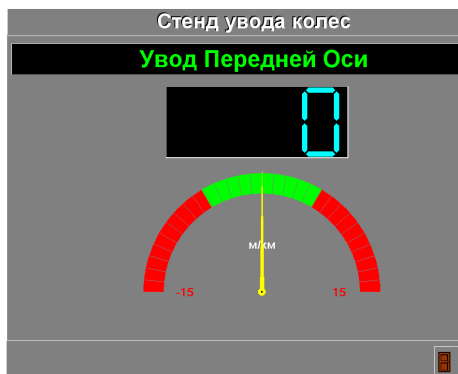 Стенд увода колес
Увод Передней Оси
0
м/км
-15 15